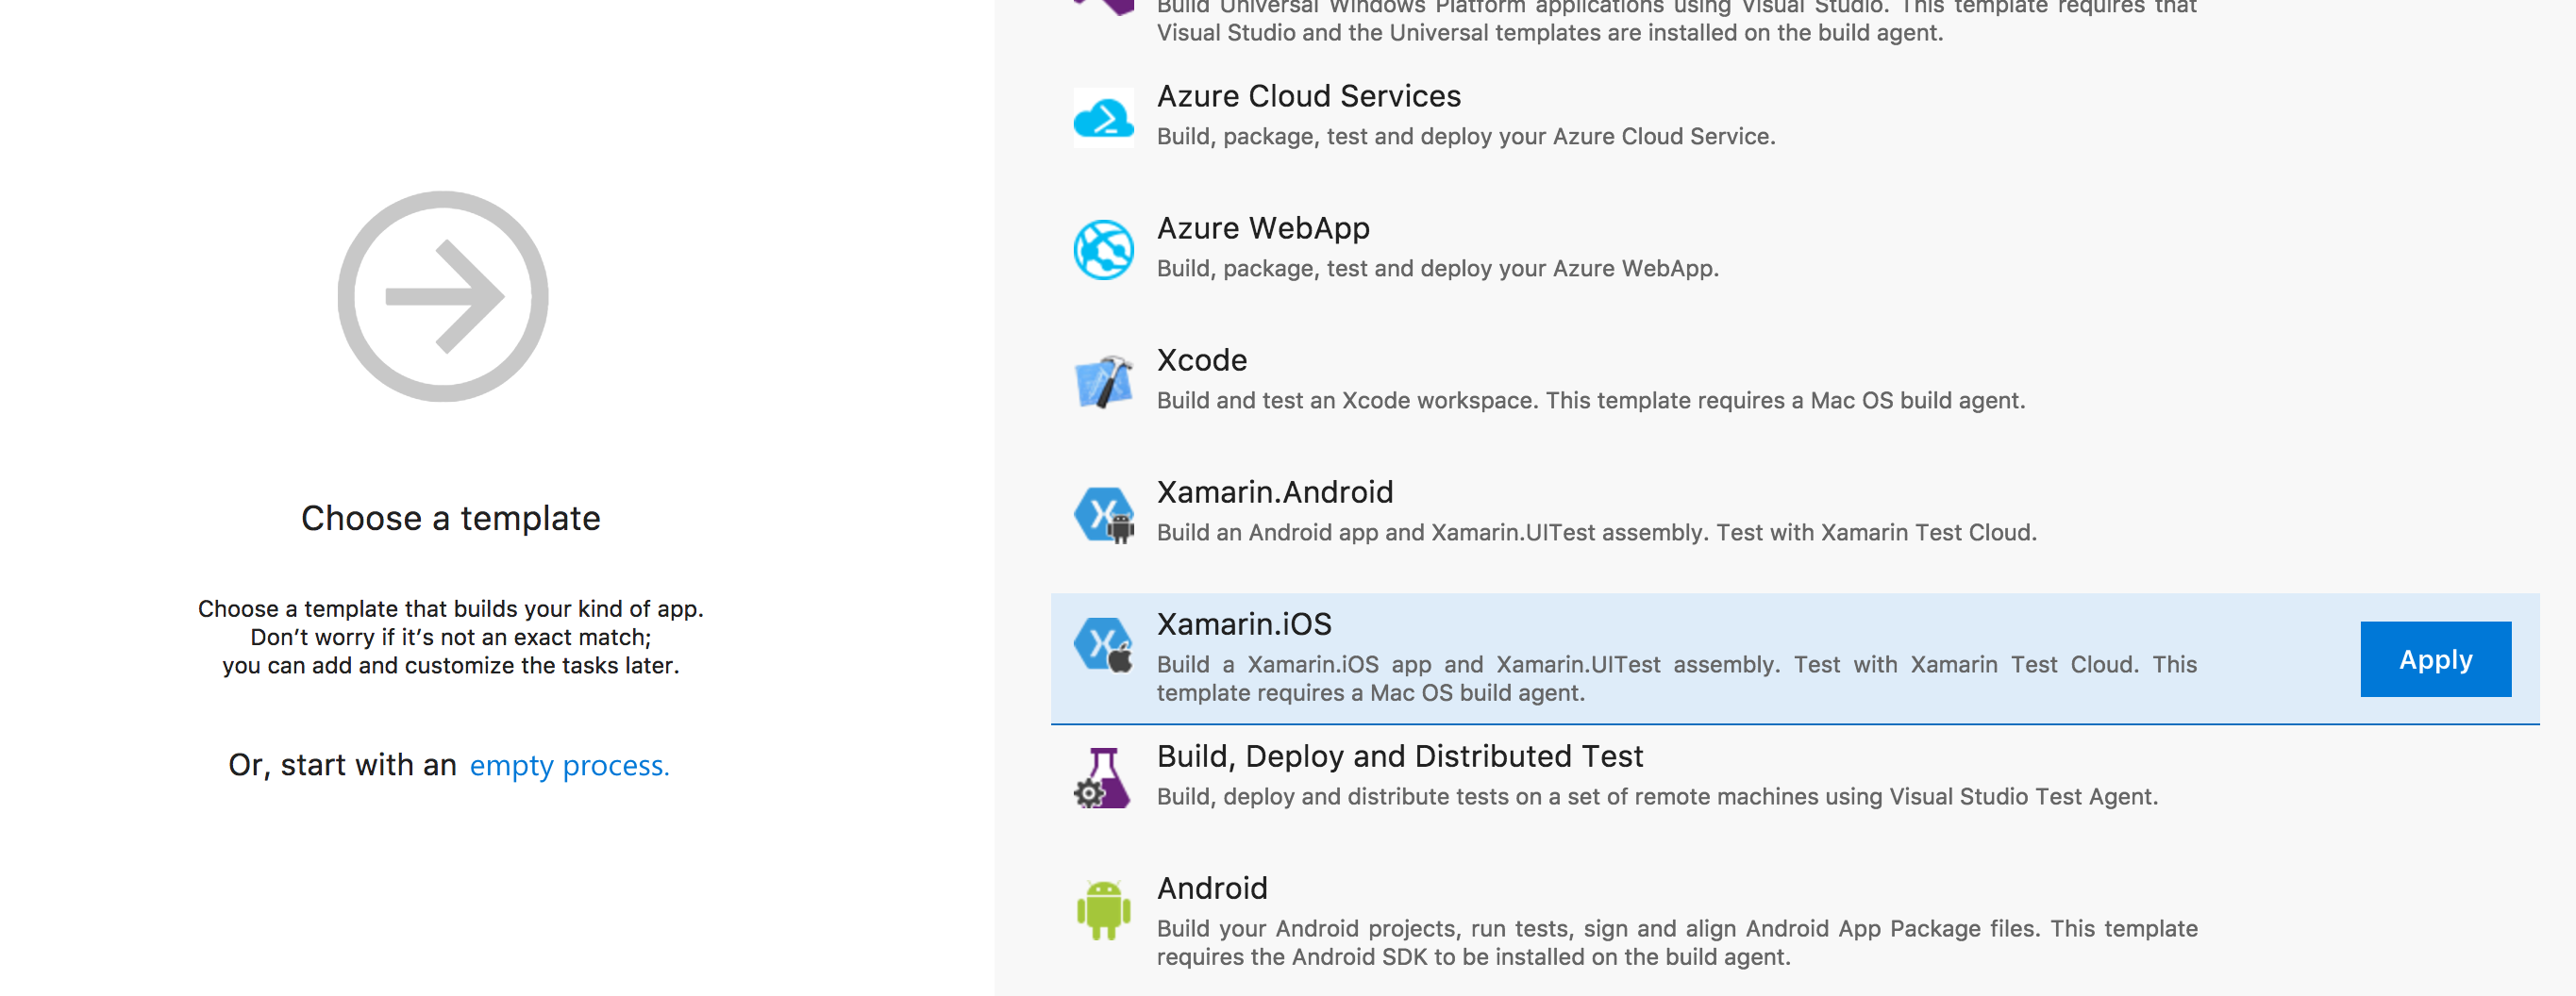 Choose a template
Choose a template that builds your kind of app.
Don’t worry if it’s not an exact match;
you can add and customize the tasks later.
Or, start with an empty process.
Build Universal Windows Platform applications using Visual Studio. This template requires that
Visual Studio and the Universal templates are installed on the build agent.
Azure Cloud Services
Build, package, test and deploy your Azure Cloud Service.
Azure WebApp
Build, package, test and deploy your Azure WebApp.
Xcode
Build and test an Xcode workspace. This template requires a Mac OS build agent.
Xamarin.Android
Build an Android app and Xamarin.UITest assembly. Test with Xamarin Test Cloud.
Xamarin.iOS
Build a Xamarin.iOS app and Xamarin.UITest assembly. Test with Xamarin Test Cloud. This
template requires a Mac OS build agent.
Apply
Build, Deploy and Distributed Test
Build, deploy and distribute tests on a set of remote machines using Visual Studio Test Agent.
Android
Build your Android projects, run tests, sign and align Android App Package files. This template
requires the Android SDK to be installed on the build agent.